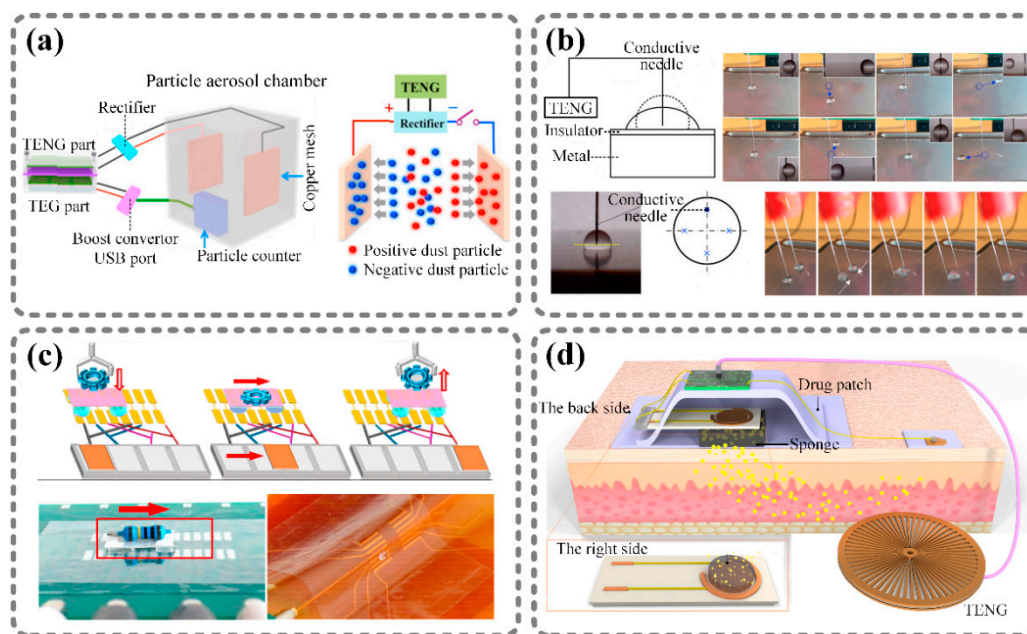 (a)
Particle aerosol chamber
Rectifier
TENG part
TEG part
Boost convertor
USB port
Particle counter
Copper mesh
TENG
+
Rectifier
−
Positive dust particle
Negative dust particle
(b)
Conductive
needle
TENG
Insulator
Metal
Conductive
needle
(c)
(d)
The back side
Drug patch
Sponge
The right side
TENG